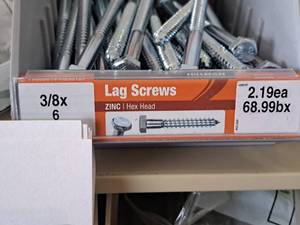 Lag Screws
ZINC | Hex Head
3/8x
6
2.19ea
68.99bx